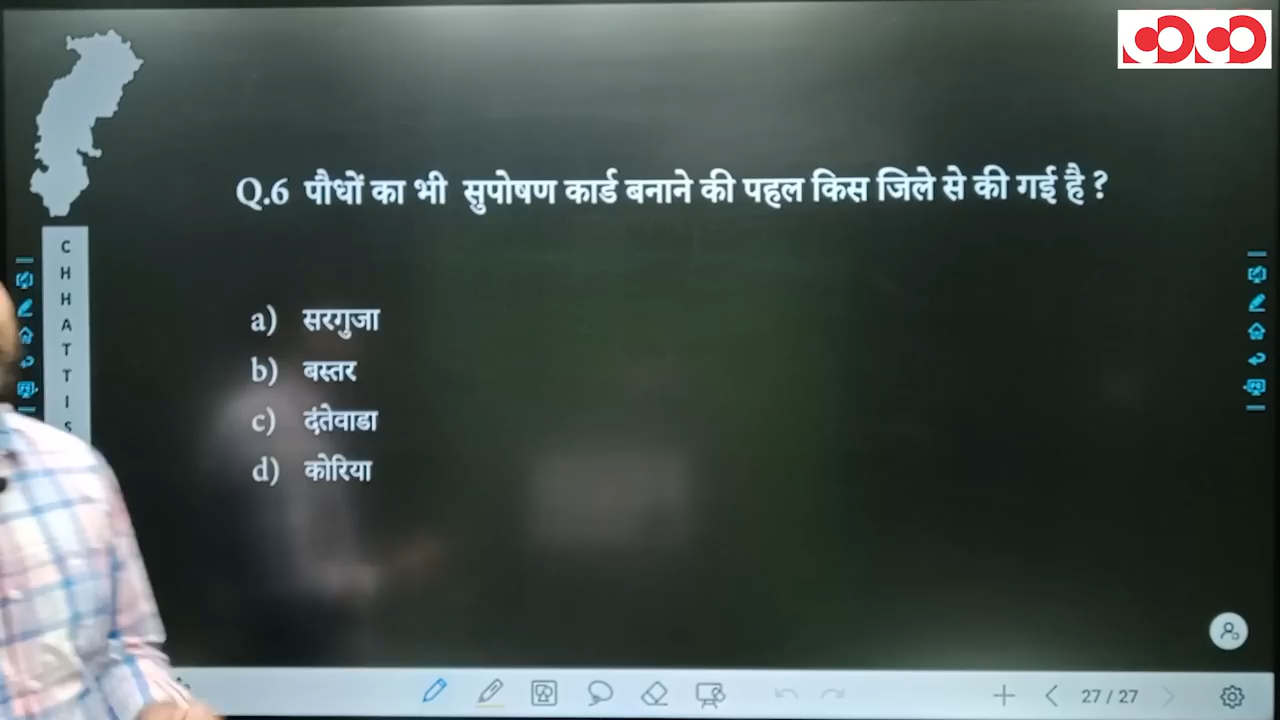 Q.6 पौधों का भी सुपोषण कार्ड बनाने की पहल किस जिले से की गई है ?
C
H
H
A
T
T
I
S
a) सरगुजा
b) बस्तर
c) दंतेवाडा
d) कोरिया
27 / 27